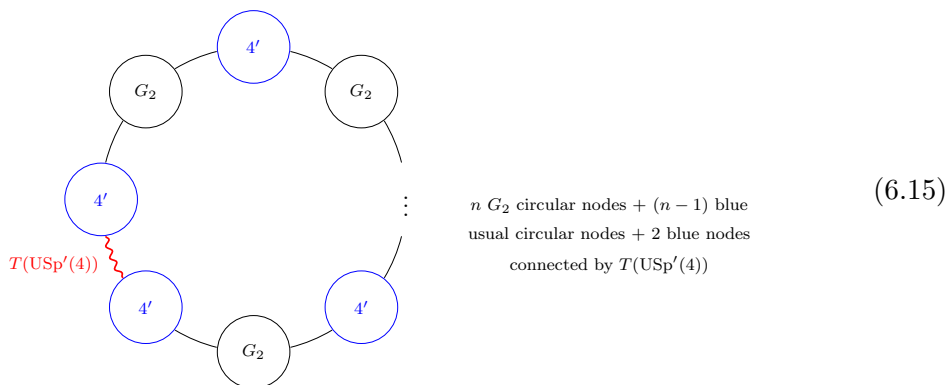 4′
G₂
G₂
4′
⋮
n G₂ circular nodes + (n − 1) blue
usual circular nodes + 2 blue nodes
connected by T(USp′(4))
(6.15)
T(USp′(4))
4′
4′
G₂